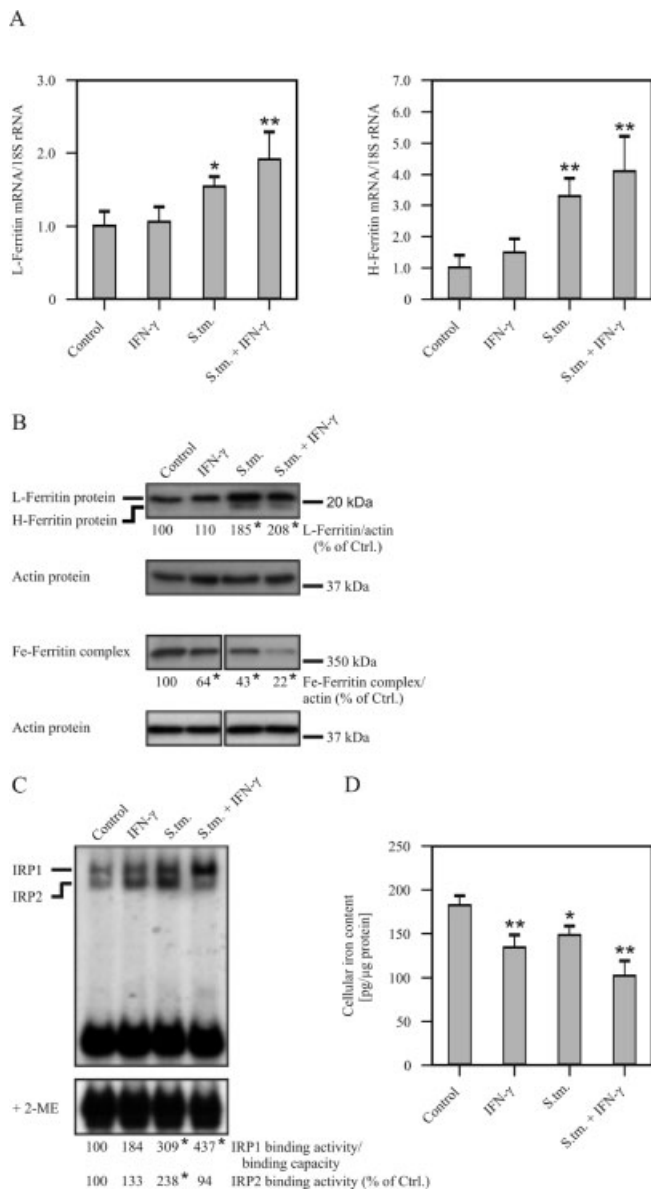 A
3.0
2.0
1.0
0
L-Ferritin mRNA/18S rRNA
*
**
Control
IFN-γ
S.tm.
S.tm. + IFN-γ
7.0
6.0
5.0
4.0
3.0
2.0
1.0
0
H-Ferritin mRNA/18S rRNA
**
**
Control
IFN-γ
S.tm.
S.tm. + IFN-γ
B
Control
IFN-γ
S.tm.
S.tm. + IFN-γ
L-Ferritin protein
20 kDa
H-Ferritin protein
100 110 185* 208* L-Ferritin/actin
(% of Ctrl.)
Actin protein
37 kDa
Fe-Ferritin complex
350 kDa
100 64* 43* 22* Fe-Ferritin complex/
actin (% of Ctrl.)
Actin protein
37 kDa
C
Control
IFN-γ
S.tm.
S.tm. + IFN-γ
IRP1
IRP2
+ 2-ME
100 184 309* 437* IRP1 binding activity/
binding capacity
100 133 238* 94 IRP2 binding activity (% of Ctrl.)
D
250
200
150
100
50
0
Cellular iron content
[pg/µg protein]
**
*
**
Control
IFN-γ
S.tm.
S.tm. + IFN-γ